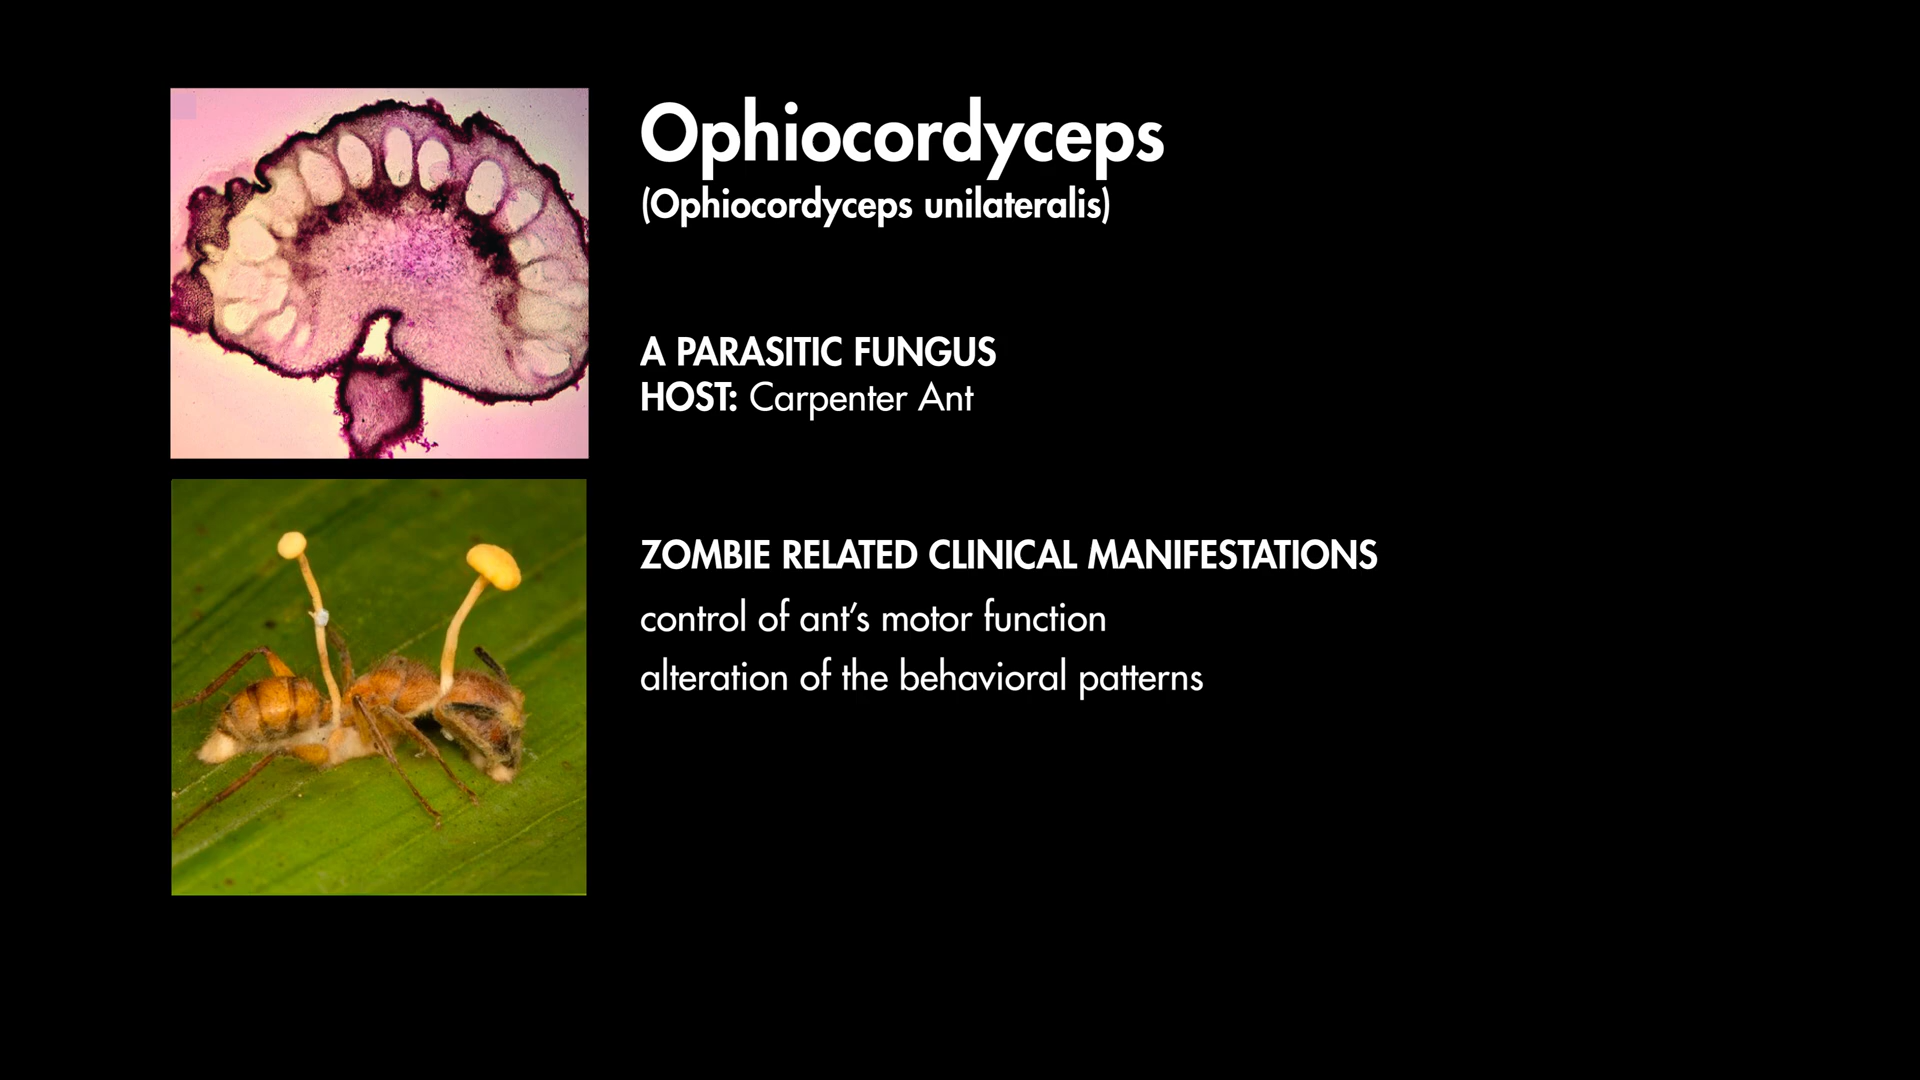 Ophiocordyceps
(Ophiocordyceps unilateralis)
A PARASITIC FUNGUS
HOST: Carpenter Ant
ZOMBIE RELATED CLINICAL MANIFESTATIONS
control of ant's motor function
alteration of the behavioral patterns